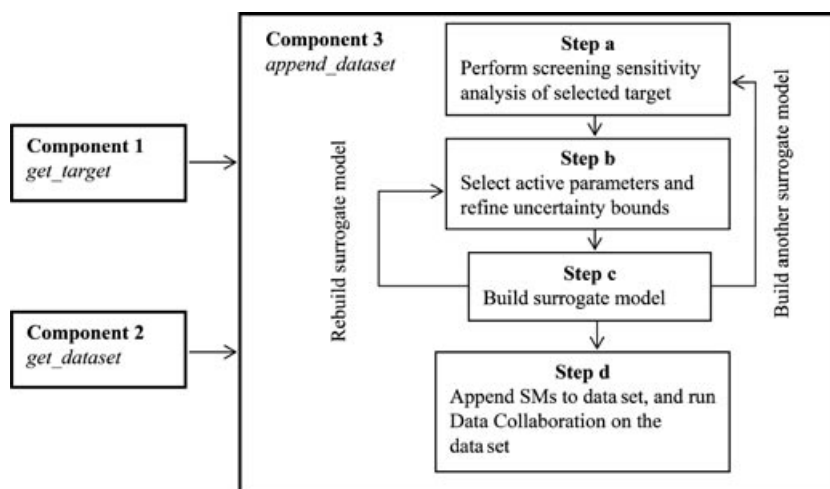 Component 3
append_dataset
Step a
Perform screening sensitivity
analysis of selected target
Component 1
get_target
Step b
Select active parameters and
refine uncertainty bounds
Rebuild surrogate model
Build another surrogate model
Step c
Build surrogate model
Component 2
get_dataset
Step d
Append SMs to data set, and run
Data Collaboration on the
data set